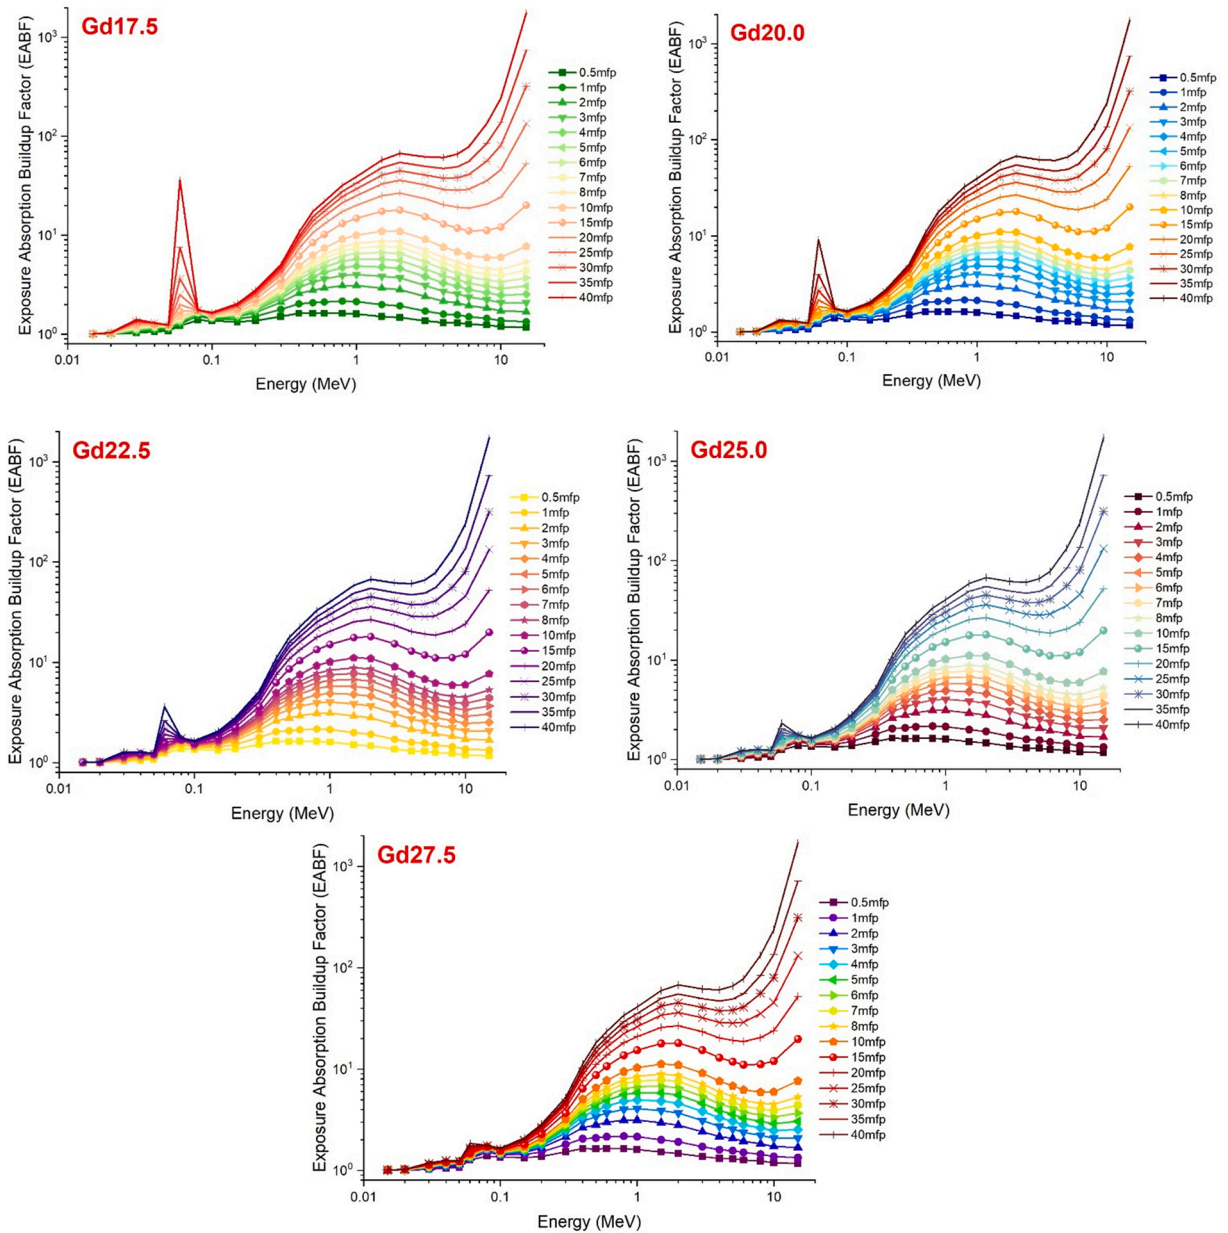 Gd17.5
Exposure Absorption Buildup Factor (EABF)
10³
10²
10¹
10⁰
0.01
0.1
1
10
Energy (MeV)
0.5mfp
1mfp
2mfp
3mfp
4mfp
5mfp
6mfp
7mfp
8mfp
10mfp
15mfp
20mfp
25mfp
30mfp
35mfp
40mfp
Gd20.0
Exposure Absorption Buildup Factor (EABF)
10³
10²
10¹
10⁰
0.01
0.1
1
10
Energy (MeV)
0.5mfp
1mfp
2mfp
3mfp
4mfp
5mfp
6mfp
7mfp
8mfp
10mfp
15mfp
20mfp
25mfp
30mfp
35mfp
40mfp
Gd22.5
Exposure Absorption Buildup Factor (EABF)
10³
10²
10¹
10⁰
0.01
0.1
1
10
Energy (MeV)
0.5mfp
1mfp
2mfp
3mfp
4mfp
5mfp
6mfp
7mfp
8mfp
10mfp
15mfp
20mfp
25mfp
30mfp
35mfp
40mfp
Gd25.0
Exposure Absorption Buildup Factor (EABF)
10³
10²
10¹
10⁰
0.01
0.1
1
10
Energy (MeV)
0.5mfp
1mfp
2mfp
3mfp
4mfp
5mfp
6mfp
7mfp
8mfp
10mfp
15mfp
20mfp
25mfp
30mfp
35mfp
40mfp
Gd27.5
Exposure Absorption Buildup Factor (EABF)
10³
10²
10¹
10⁰
0.01
0.1
1
10
Energy (MeV)
0.5mfp
1mfp
2mfp
3mfp
4mfp
5mfp
6mfp
7mfp
8mfp
10mfp
15mfp
20mfp
25mfp
30mfp
35mfp
40mfp